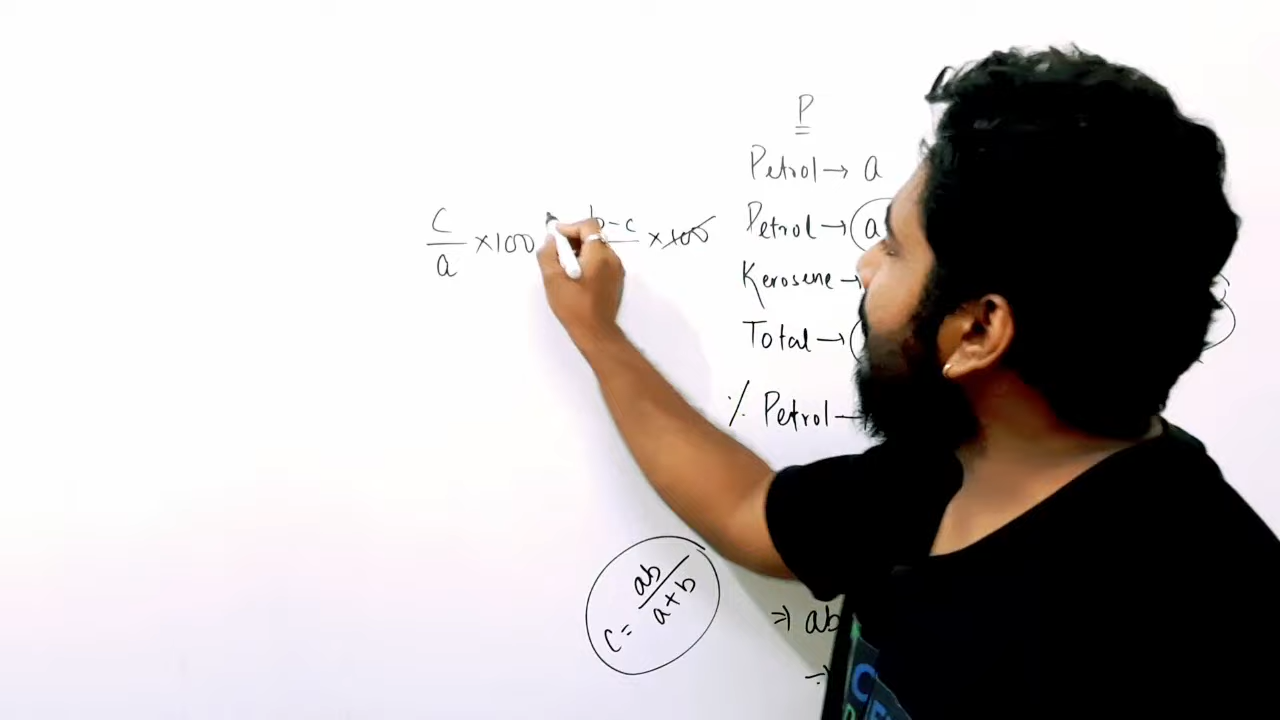 c/a ×100 b-c ×100
P
Petrol → a
Petrol → a
Kerosene →
Total →
% Petrol →
c = ab/a+b
⇒ ab
÷